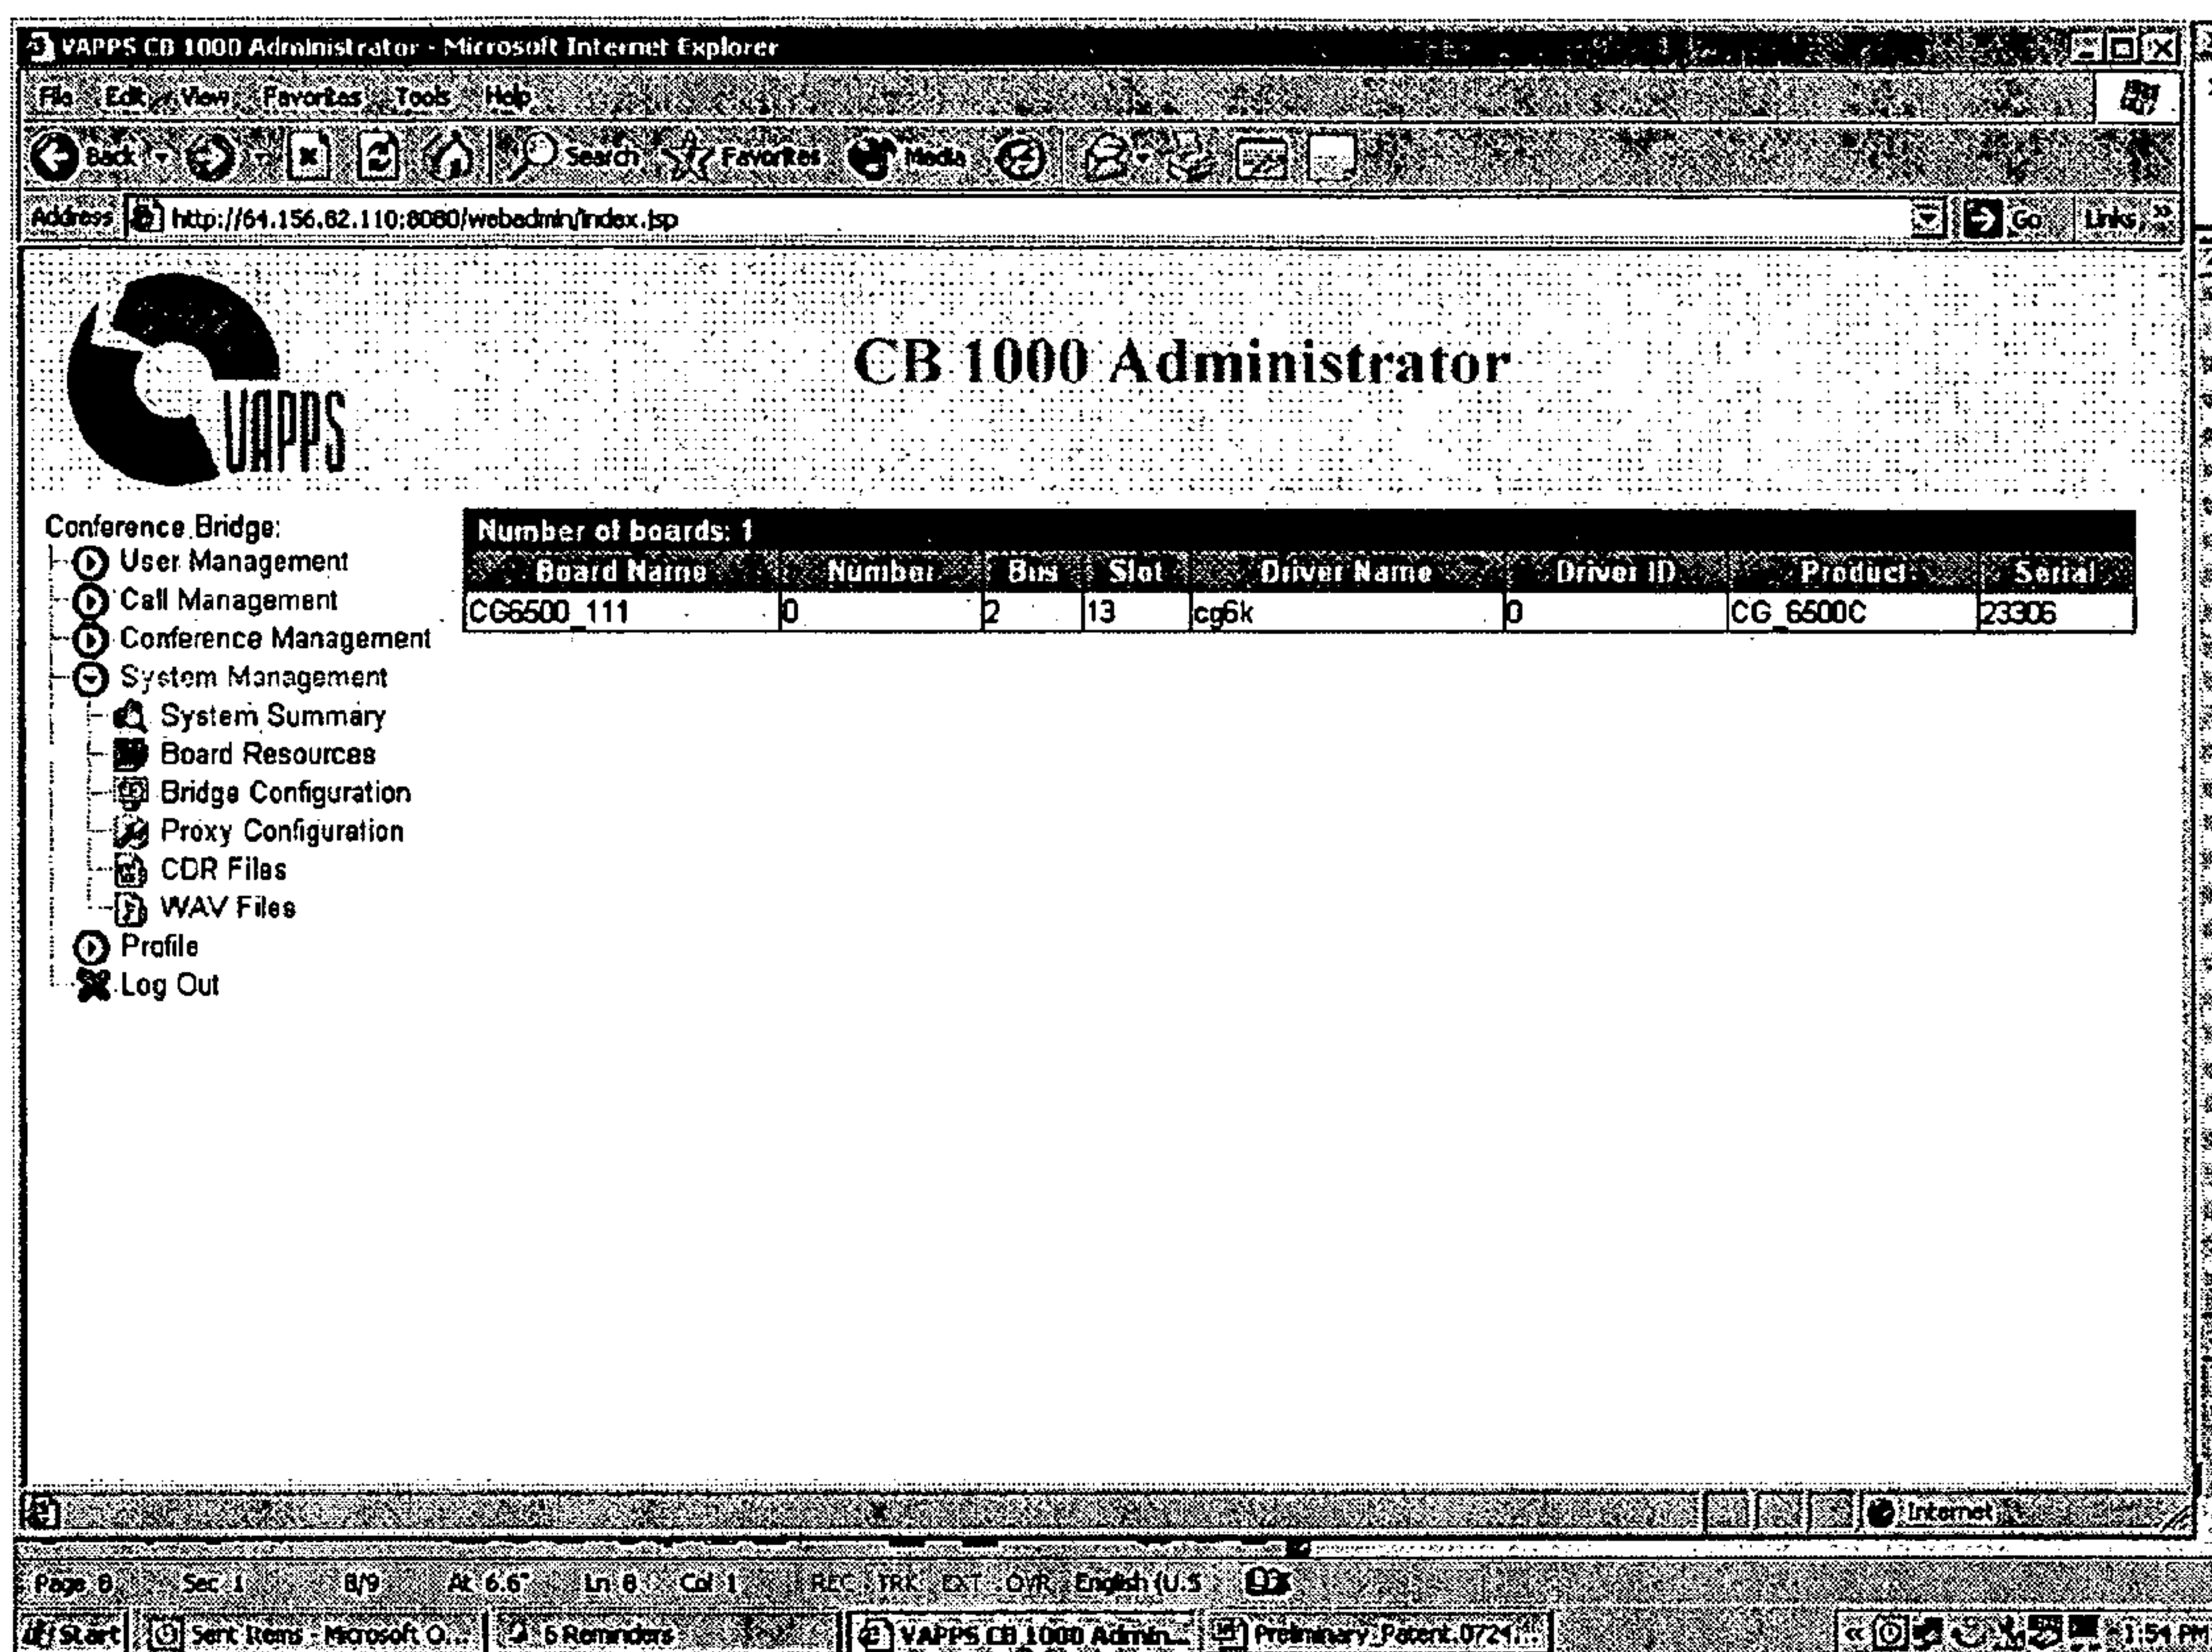 VAPPS CB 1000 Administrator - Microsoft Internet Explorer
File Edit View Favorites Tools Help
Back Search Favorites Media
Address http://64.156.82.110:8080/webadmin/index.jsp Go Links
VAPPS
CB 1000 Administrator
Conference Bridge:
User Management
Call Management
Conference Management
System Management
System Summary
Board Resources
Bridge Configuration
Proxy Configuration
CDR Files
WAV Files
Profile
Log Out
Number of boards: 1
Board Name Number Bus Slot Driver Name Driver ID Product Serial
CG6500_111 0 2 13 cg6k 0 CG_6500C 23306
Internet
Page 8 Sec 1 8/9 At 6.6" Ln 8 Col 1 REC TRK EXT OVR English (U.S
Start Sent Items - Microsoft O... 6 Reminders VAPPS CB 1000 Admin... Preliminary_Patent.0724... 1:54 PM